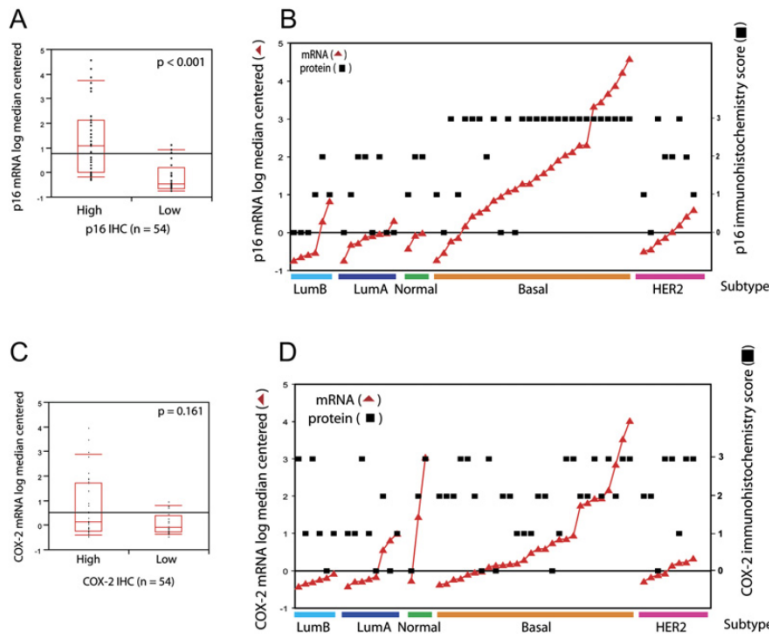 A
p < 0.001
p16 mRNA log median centered
5
4
3
2
1
0
-1
High
Low
p16 IHC (n = 54)
B
mRNA (▲)
protein (■)
p16 mRNA log median centered (▲)
5
4
3
2
1
0
-1
3
2
1
0
p16 immunohistochemistry score (■)
LumB
LumA
Normal
Basal
HER2
Subtype
C
p = 0.161
COX-2 mRNA log median centered
5
4
3
2
1
0
-1
High
Low
COX-2 IHC (n = 54)
D
mRNA (▲)
protein (■)
COX-2 mRNA log median centered (▲)
5
4
3
2
1
0
-1
3
2
1
0
COX-2 immunohistochemistry score (■)
LumB
LumA
Normal
Basal
HER2
Subtype